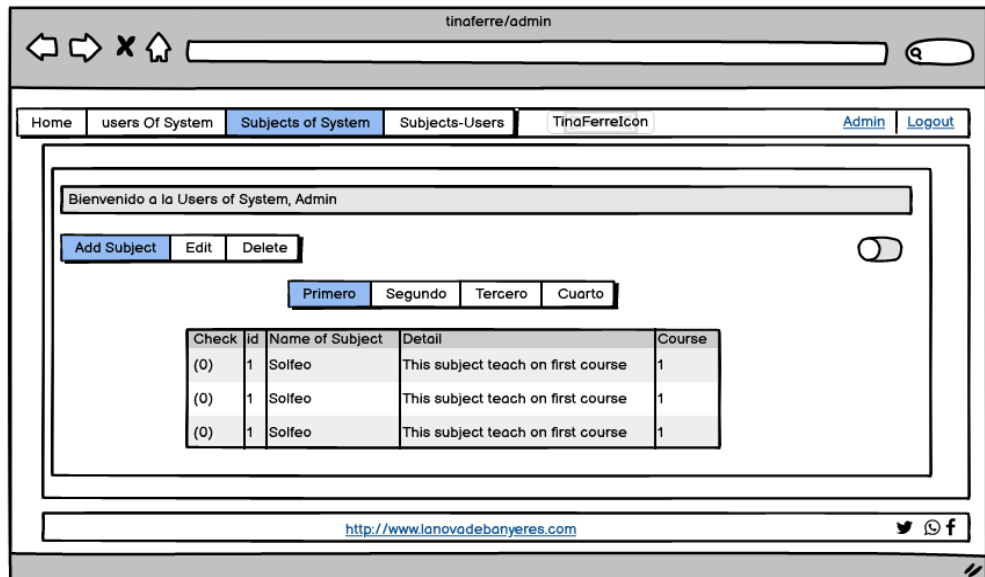 tinaferre/admin
Home users Of System Subjects of System Subjects-Users TinaFerreIcon Admin Logout
Bienvenido a la Users of System, Admin
Add Subject Edit Delete
Primero Segundo Tercero Cuarto
Check id Name of Subject Detail Course
(0) 1 Solfeo This subject teach on first course 1
(0) 1 Solfeo This subject teach on first course 1
(0) 1 Solfeo This subject teach on first course 1
http://www.lanovadebanyeres.com